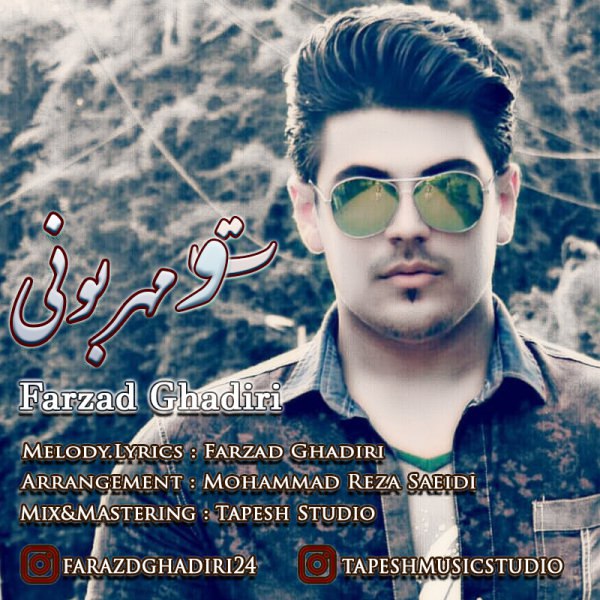 تو مهربونی
Farzad Ghadiri
Melody.Lyrics : Farzad Ghadiri
Arrangement : Mohammad Reza Saeidi
Mix&Mastering : Tapesh Studio
farazdghadiri24 tapeshmusicstudio